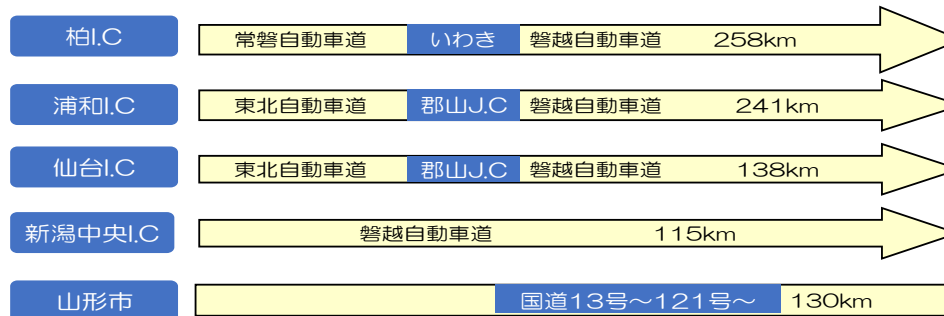 柏I.C 常磐自動車道 いわき 磐越自動車道 258km
浦和I.C 東北自動車道 郡山J.C 磐越自動車道 241km
仙台I.C 東北自動車道 郡山J.C 磐越自動車道 138km
新潟中央I.C 磐越自動車道 115km
山形市 国道13号～121号～ 130km